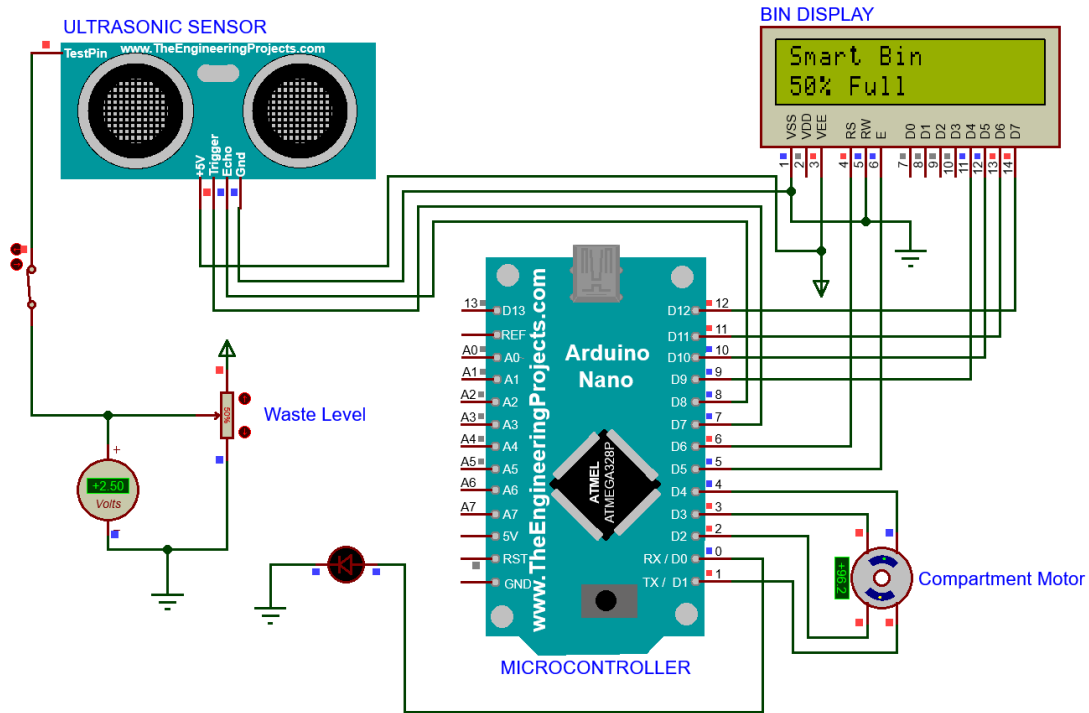 ULTRASONIC SENSOR
TestPin
www.TheEngineeringProjects.com
+5V
Trigger
Echo
Gnd
BIN DISPLAY
Smart Bin
50% Full
VSS
VDD
VEE
RS
RW
E
D0
D1
D2
D3
D4
D5
D6
D7
1
2
3
4
5
6
7
8
9
10
11
12
13
14
50%
Waste Level
+
+2.50
Volts
-
13 D13
REF
A0 A0
A1 A1
A2 A2
A3 A3
A4 A4
A5 A5
A6 A6
A7 A7
5V
RST
GND
www.TheEngineeringProjects.com
Arduino
Nano
ATMEL
ATMEGA328P
D12 12
D11 11
D10 10
D9 9
D8 8
D7 7
D6 6
D5 5
D4 4
D3 3
D2 2
RX / D0 0
TX / D1 1
MICROCONTROLLER
+96.2
Compartment Motor